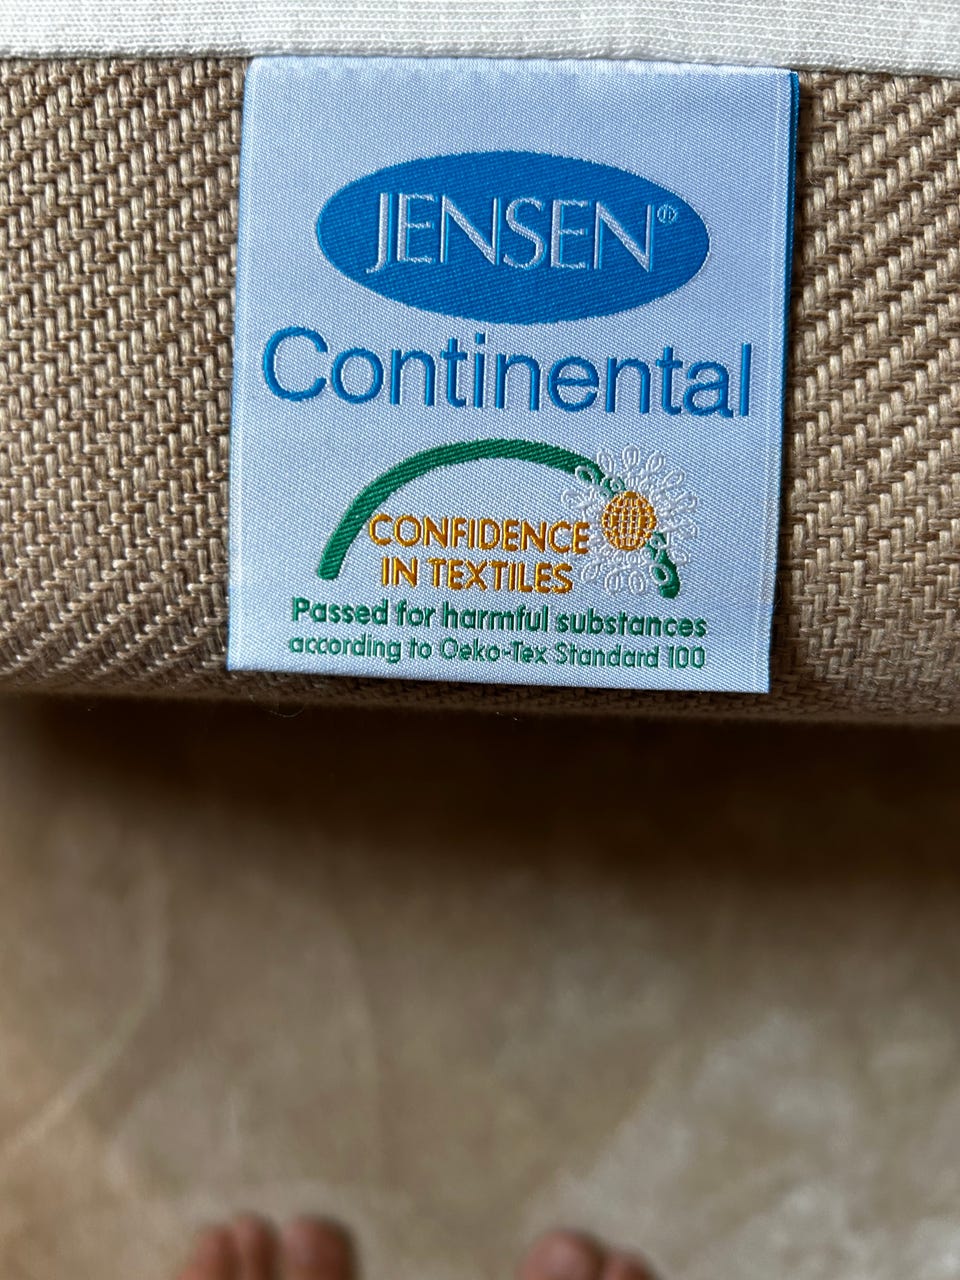 JENSEN®
Continental
CONFIDENCE
IN TEXTILES
Passed for harmful substances
according to Oeko-Tex Standard 100